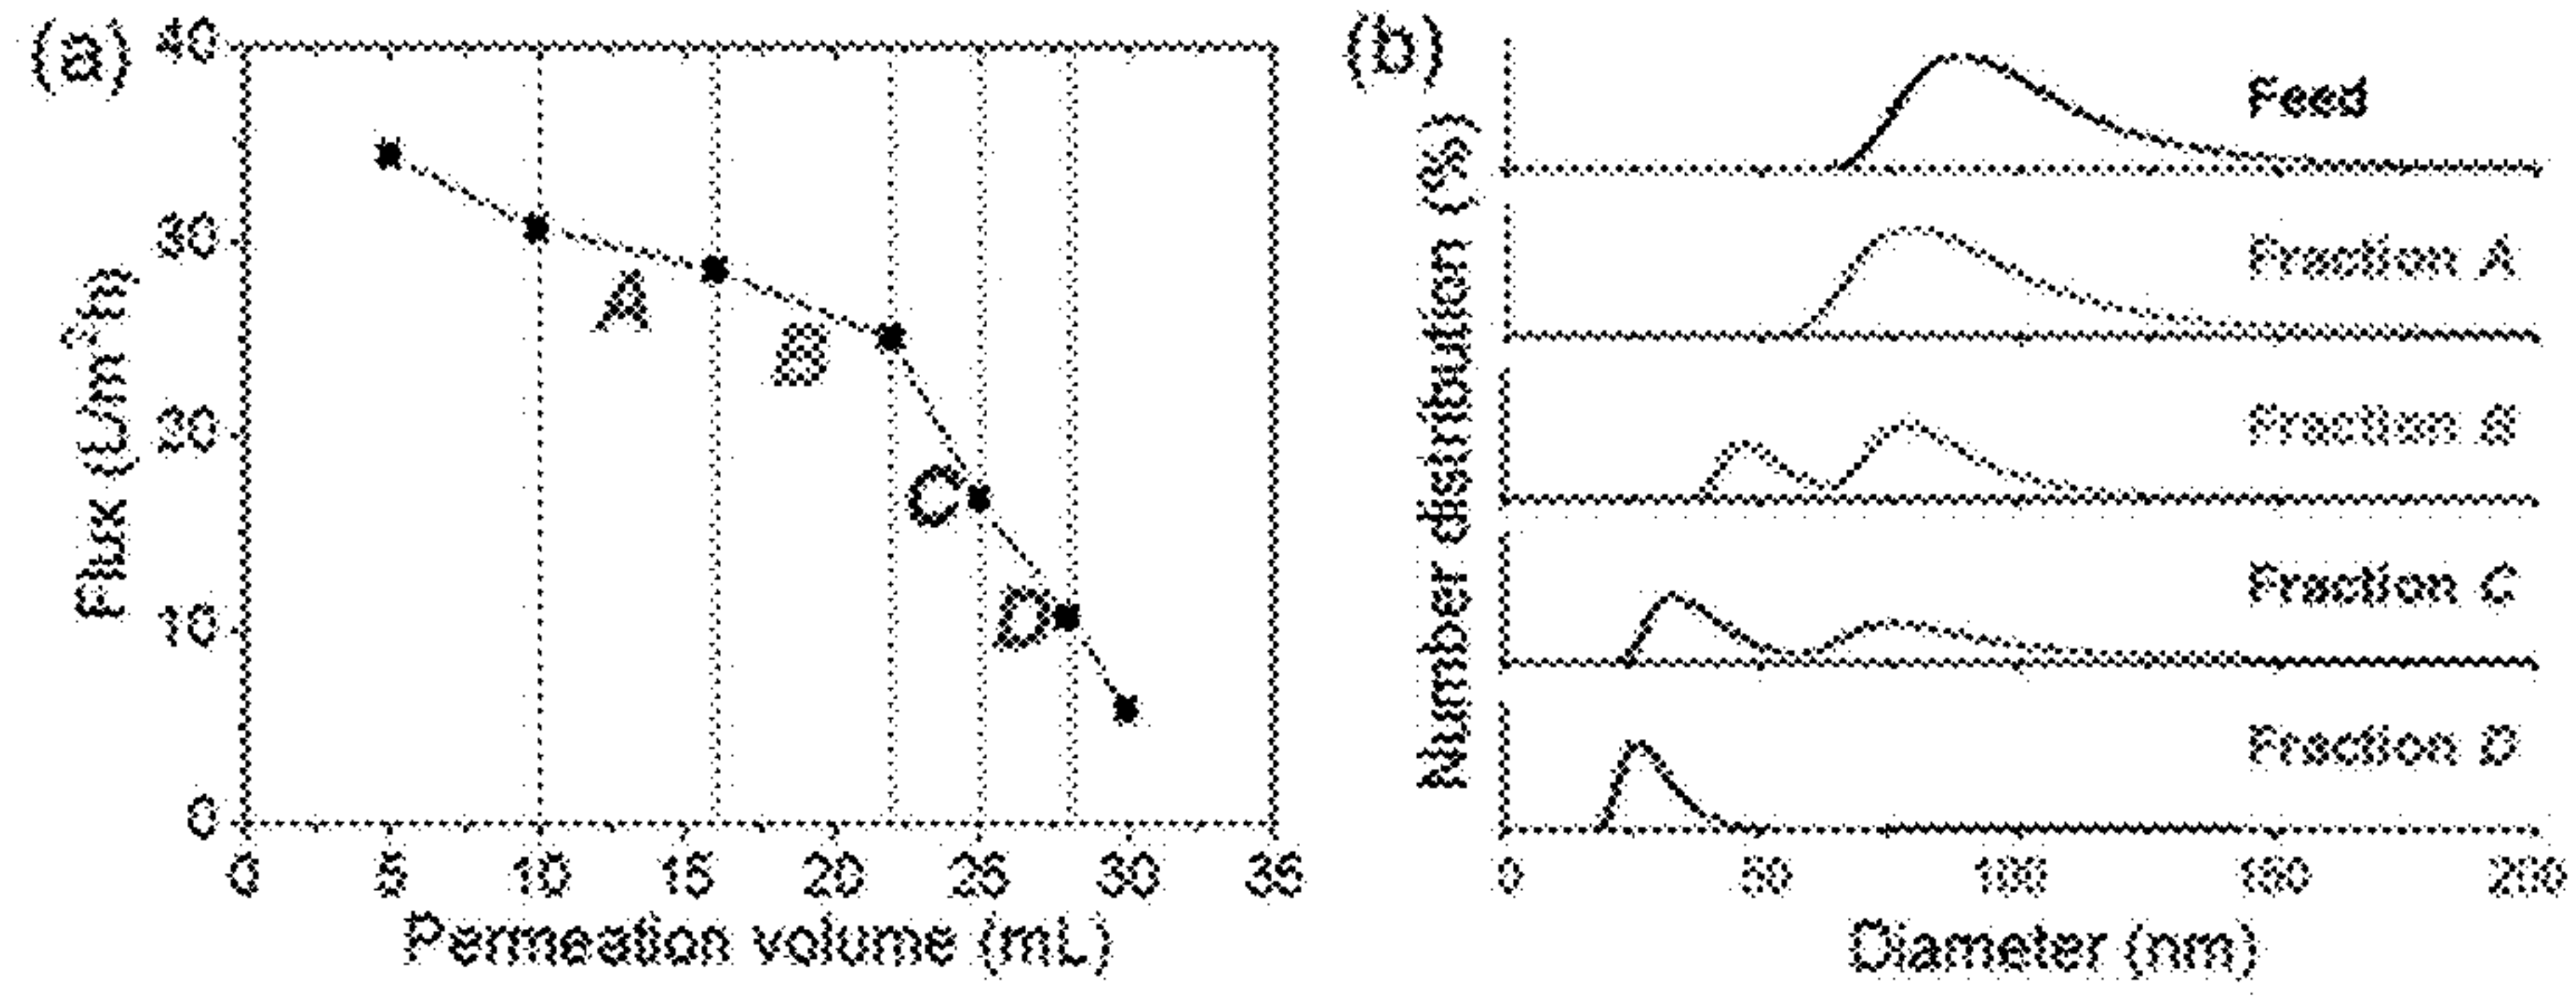 (a)
40
30
20
10
0
Flux (L/m²h)
A
B
C
D
0 5 10 15 20 25 30 35
Permeation volume (mL)
(b)
Number distribution (%)
Feed
Fraction A
Fraction B
Fraction C
Fraction D
0 50 100 150 200
Diameter (nm)